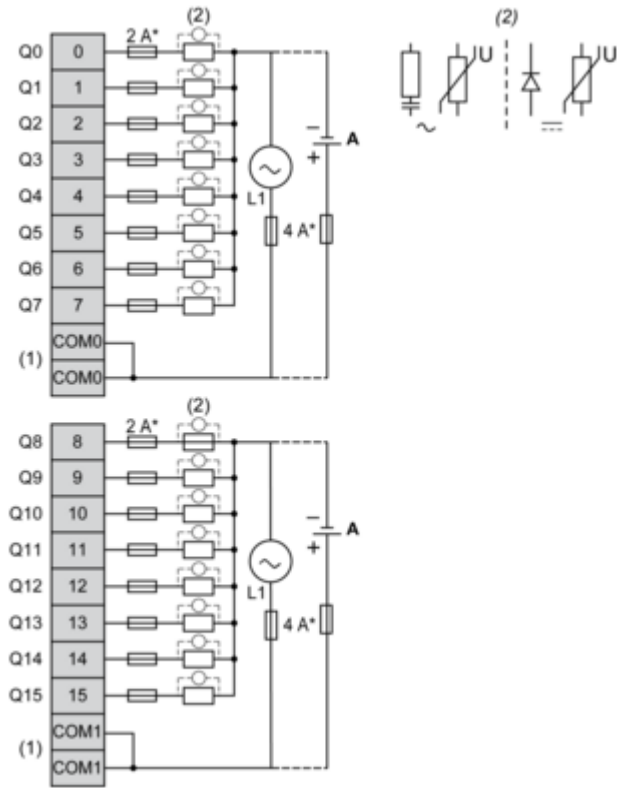 (2)
2 A*
Q0 0
Q1 1
Q2 2
Q3 3
Q4 4
Q5 5
Q6 6
Q7 7
(1) COM0
COM0
L1
4 A*
–
+
A
(2)
U
U
(2)
2 A*
Q8 8
Q9 9
Q10 10
Q11 11
Q12 12
Q13 13
Q14 14
Q15 15
(1) COM1
COM1
L1
4 A*
–
+
A